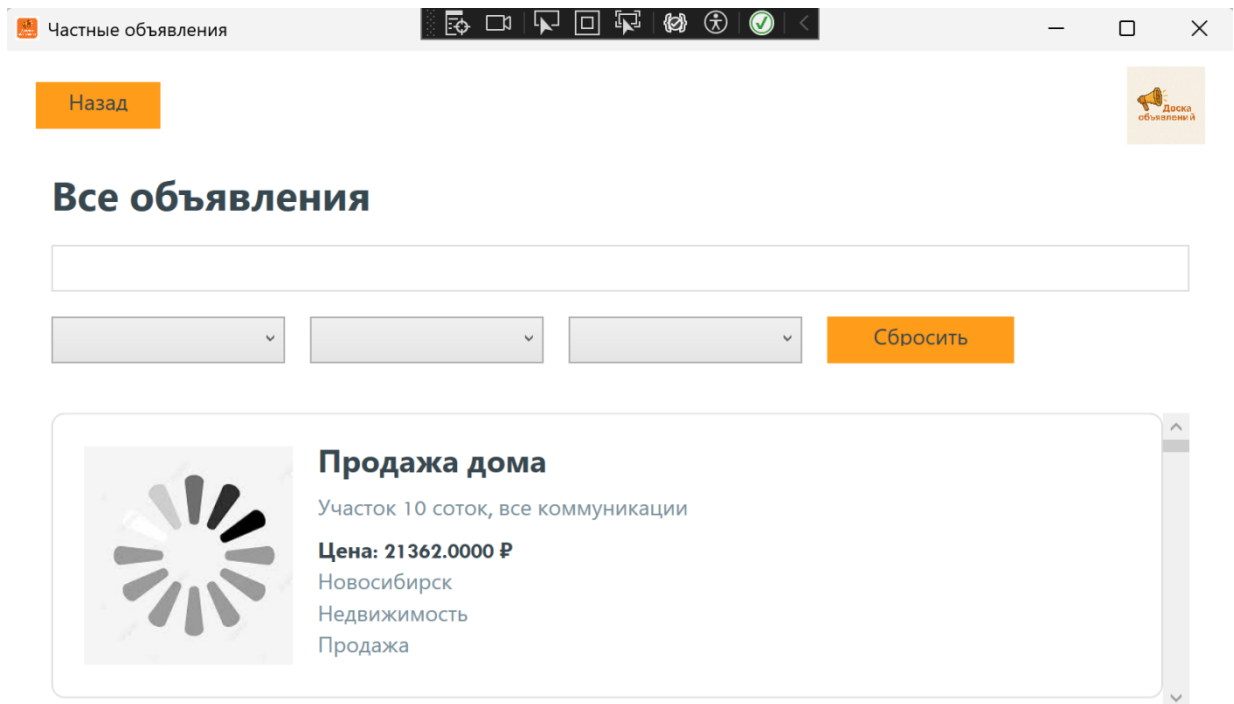 Частные объявления
Назад
Доска
объявлений
Все объявления
Сбросить
Продажа дома
Участок 10 соток, все коммуникации
Цена: 21362.0000 ₽
Новосибирск
Недвижимость
Продажа